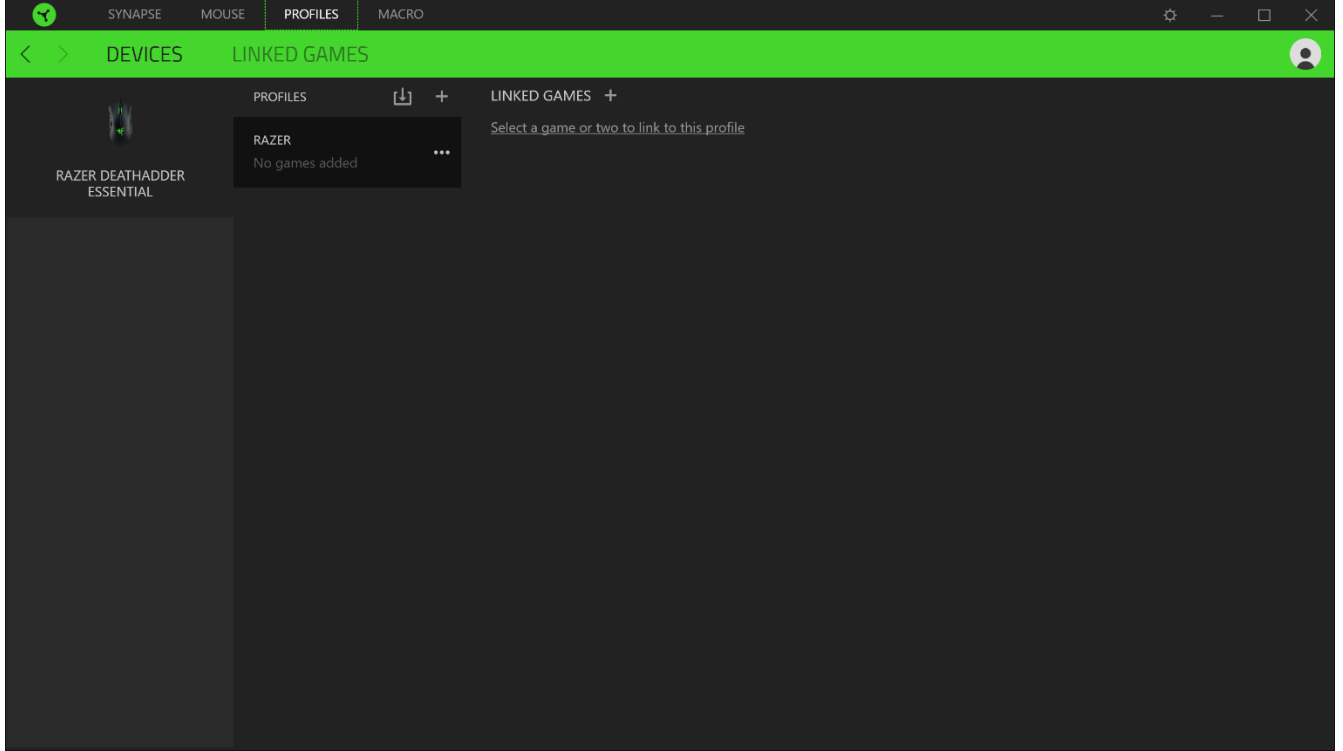 SYNAPSE MOUSE PROFILES MACRO
DEVICES LINKED GAMES
RAZER DEATHADDER
ESSENTIAL
PROFILES
RAZER
No games added
LINKED GAMES
Select a game or two to link to this profile